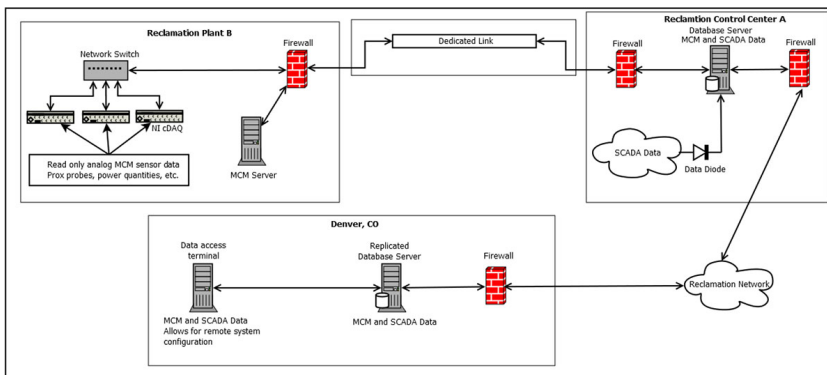 Reclamation Plant B
Network Switch
Firewall
NI cDAQ
Read only analog MCM sensor data
Prox probes, power quantities, etc.
MCM Server
Dedicated Link
Reclamtion Control Center A
Database Server
MCM and SCADA Data
Firewall
Firewall
SCADA Data
Data Diode
Denver, CO
Data access
terminal
MCM and SCADA Data
Allows for remote system
configuration
Replicated
Database Server
MCM and SCADA Data
Firewall
Reclamation Network